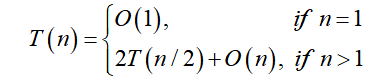 T(n) = { O(1), if n = 1
2T(n/2) + O(n), if n > 1